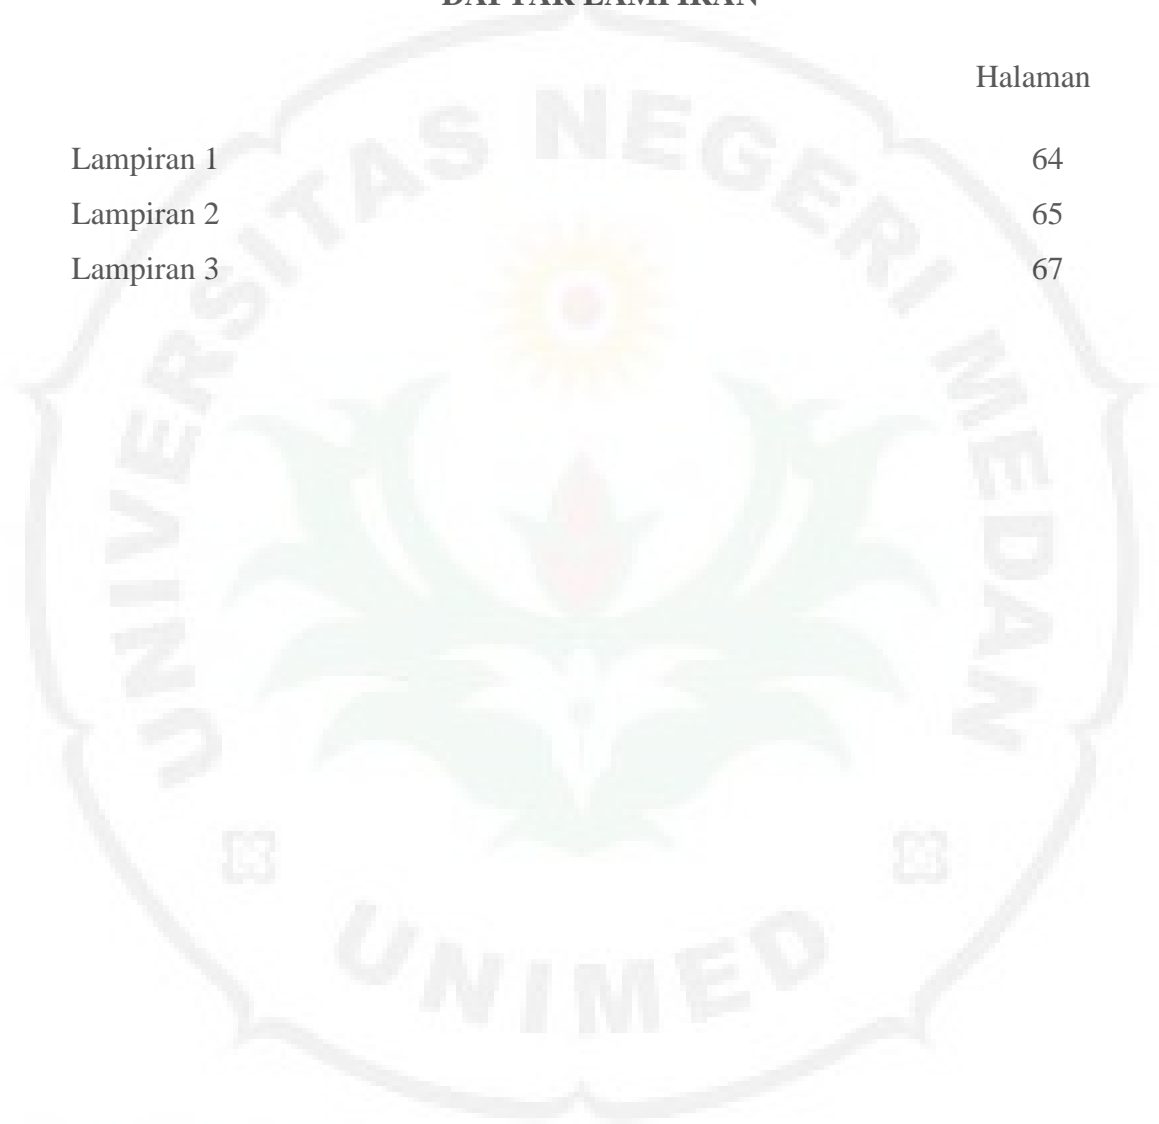 DAFTAR LAMPIRAN
Halaman
Lampiran 1 64
Lampiran 2 65
Lampiran 3 67
UNIVERSITAS NEGERI MEDAN
UNIMED